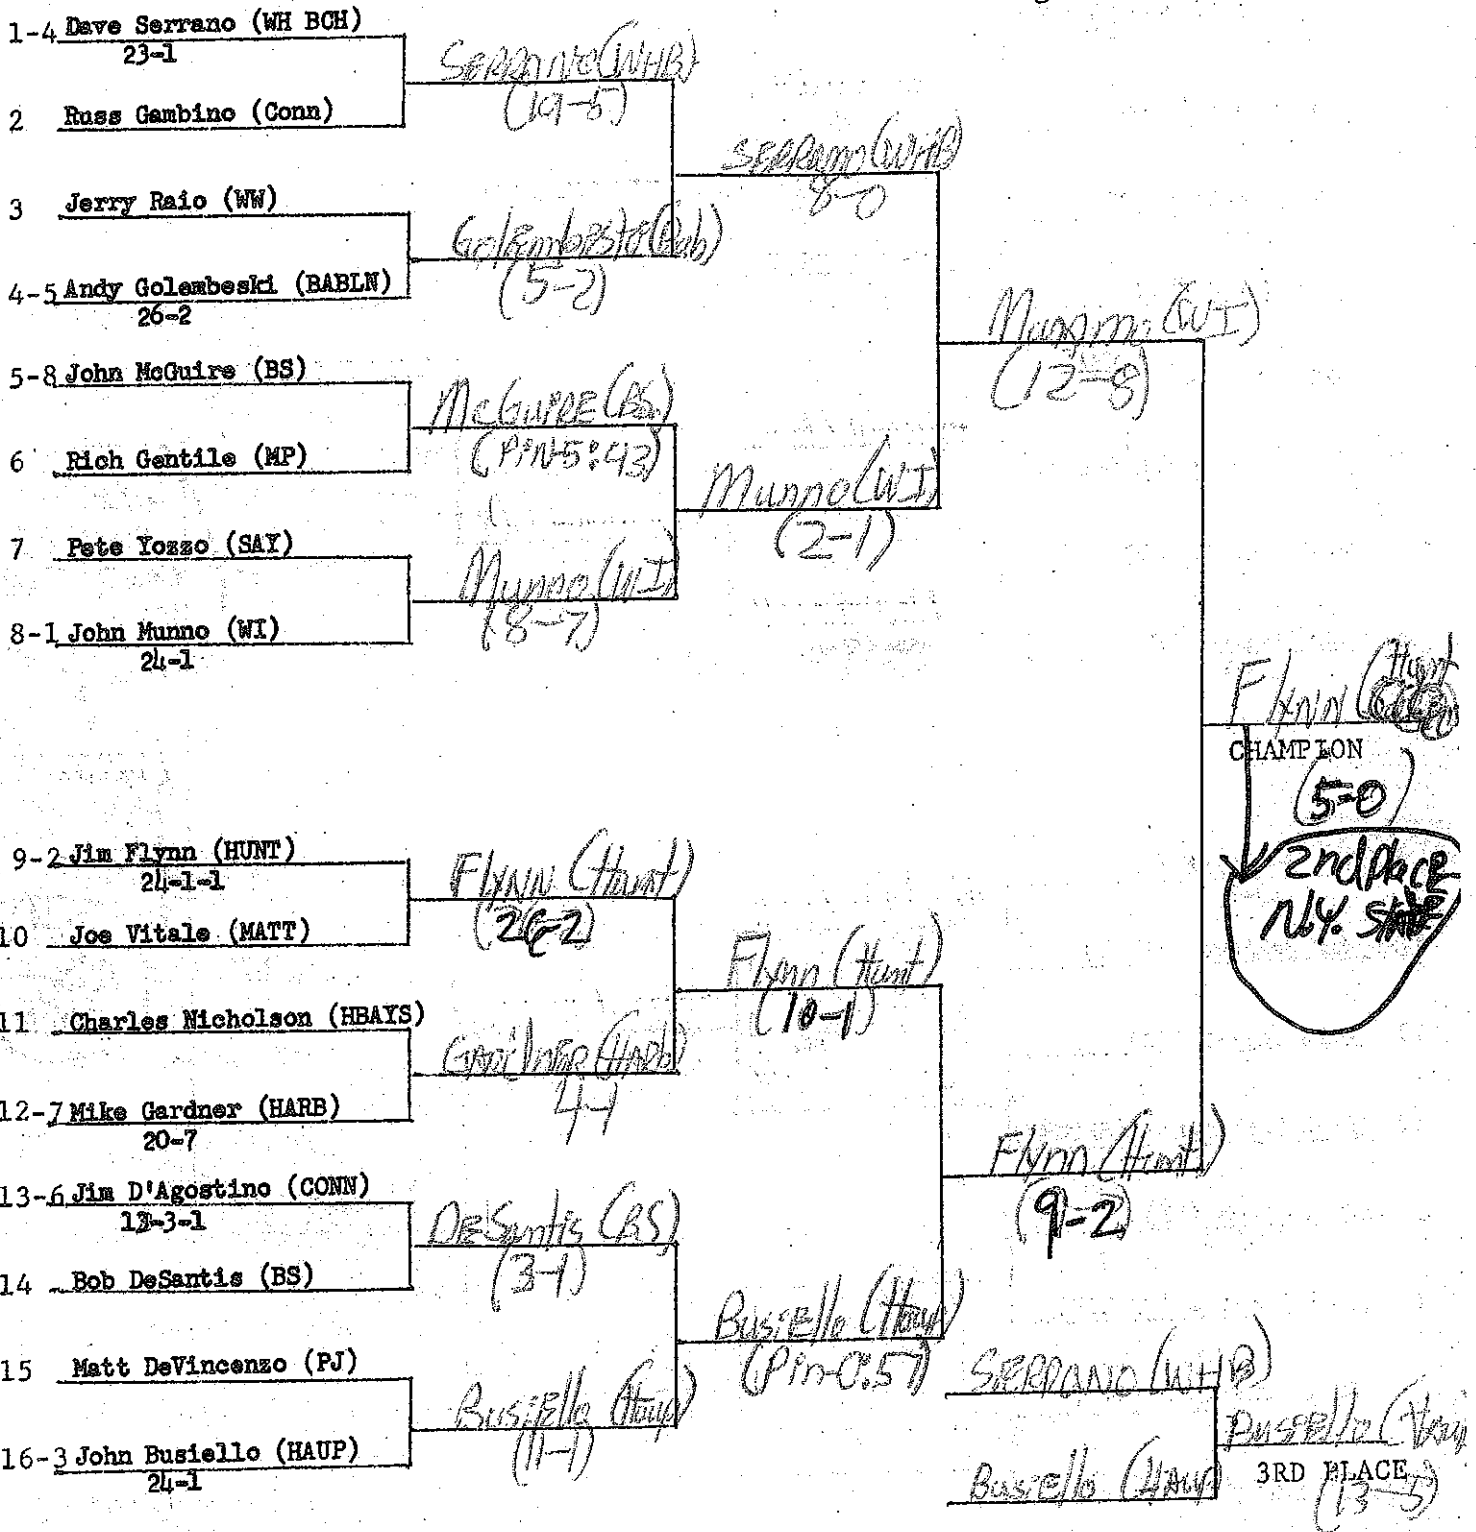 1-4 Dave Serrano (WH BCH)
23-1
2 Russ Gambino (Conn)
3 Jerry Raio (WW)
4-5 Andy Golembeski (BABLN)
26-2
5-8 John McGuire (BS)
6 Rich Gentile (MP)
7 Pete Yozzo (SAY)
8-1 John Munno (WI)
24-1
9-2 Jim Flynn (HUNT)
24-1-1
10 Joe Vitale (MATT)
11 Charles Nicholson (HBAYS)
12-7 Mike Gardner (HARB)
20-7
13-6 Jim D'Agostino (CONN)
-3-1
14 Bob DeSantis (BS)
15 Matt DeVincenzo (PJ)
16-3 John Busiello (HAUP)
24-1
SERRANO (WHB)
(19-5)
Golembeski (Bab)
(5-2)
McGuIRE (BS)
(PiN-5:43)
Munno (WI)
(8-7)
FlyNN (Hunt)
(26-2)
GARdNER (HARb)
4-1
DESantis (BS)
(3-1)
BusiEllo (Haup)
(11-1)
SERRANO (WHB)
8-0
Munno (WI)
(2-1)
Flynn (Hunt)
(10-1)
BusiEllo (Haup)
(Pin-0:57)
Munno (WI)
(12-8)
Flynn (Hunt)
(9-2)
FlyNN (Hunt
CHAMPION
(5-0)
2nd PlacE
N.Y. State
SERRANO (WHB)
BusiEllo (HAup)
BusiEllo (Haup
3RD PLACE
(13-5)